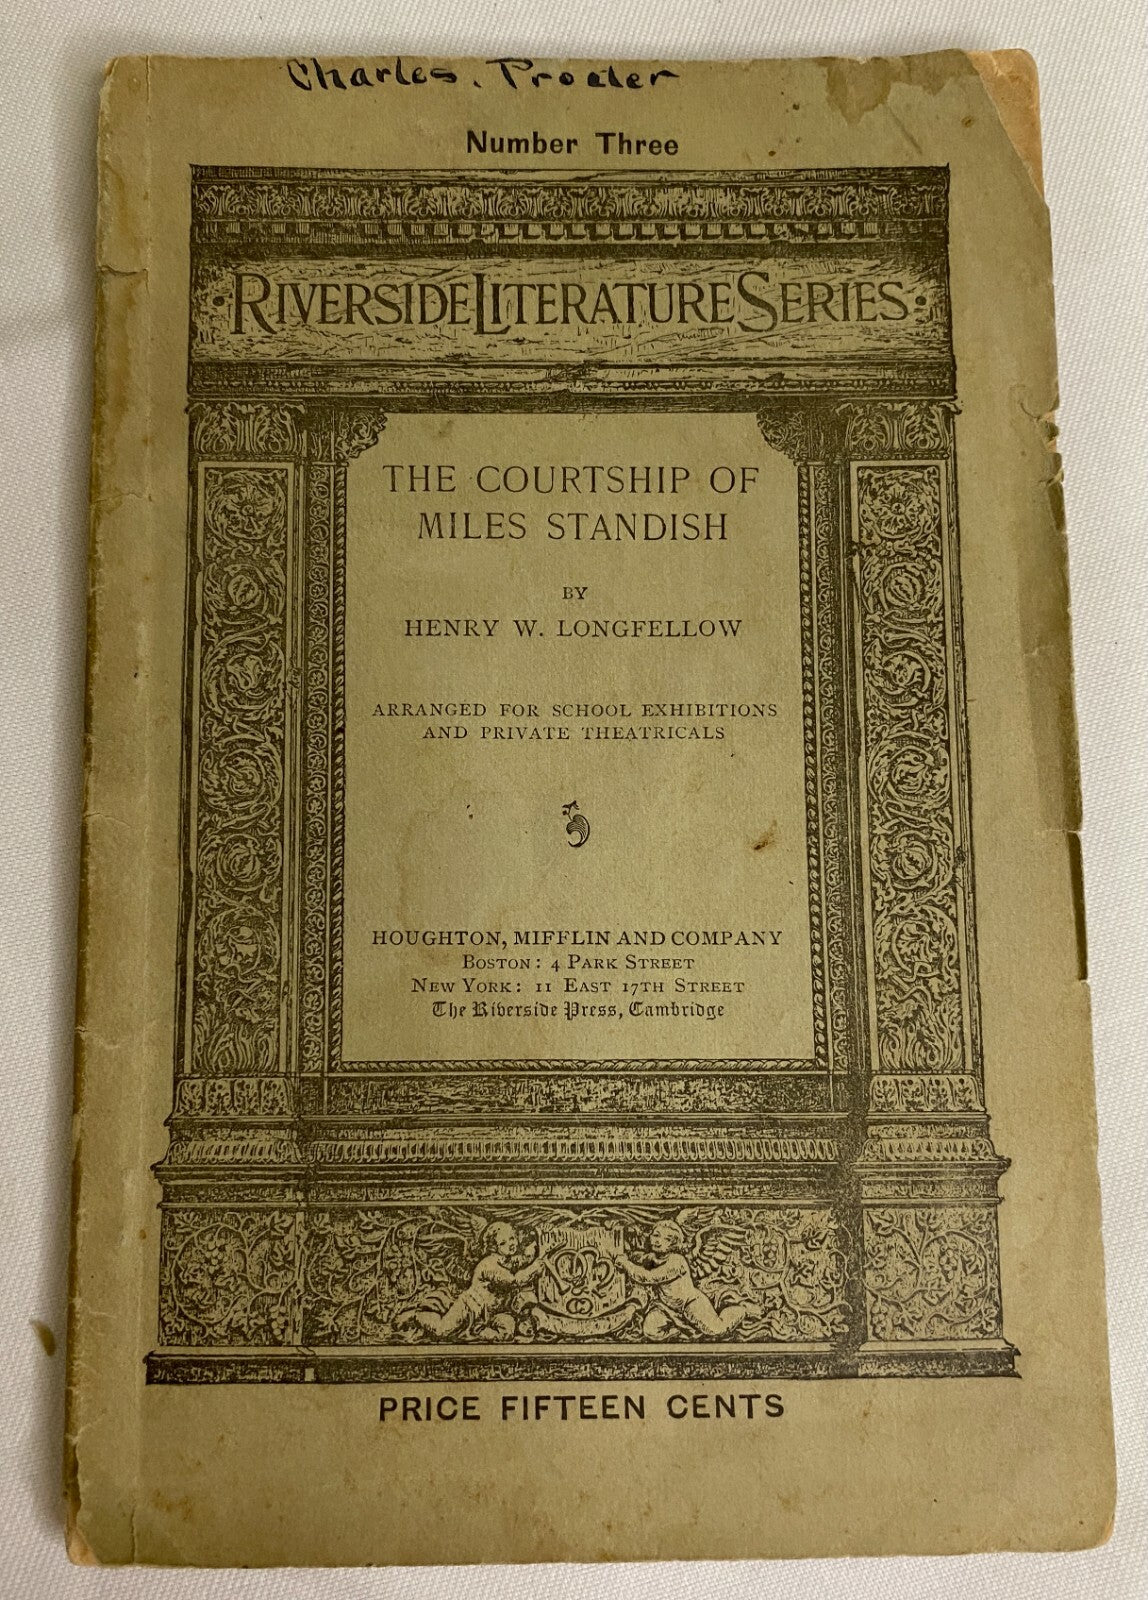 Charles. Procter
Number Three
RIVERSIDE LITERATURE SERIES
THE COURTSHIP OF
MILES STANDISH
BY
HENRY W. LONGFELLOW
ARRANGED FOR SCHOOL EXHIBITIONS
AND PRIVATE THEATRICALS
HOUGHTON, MIFFLIN AND COMPANY
BOSTON: 4 PARK STREET
NEW YORK: 11 EAST 17TH STREET
The Riverside Press, Cambridge
PRICE FIFTEEN CENTS